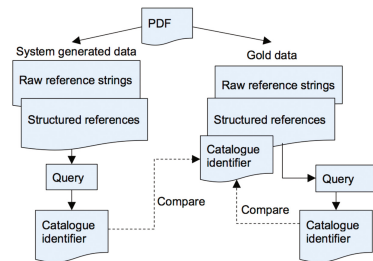 PDF
System generated data
Gold data
Raw reference strings
Structured references
Query
Catalogue
identifier
Raw reference strings
Structured references
Catalogue
identifier
Query
Catalogue
identifier
Compare
Compare